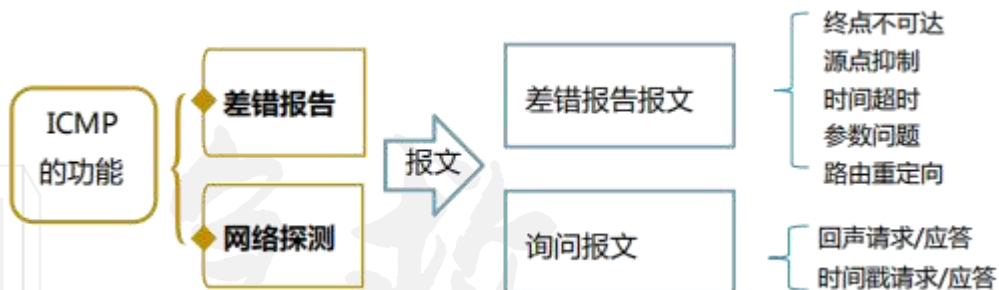 ICMP
的功能
差错报告
网络探测
报文
差错报告报文
询问报文
终点不可达
源点抑制
时间超时
参数问题
路由重定向
回声请求/应答
时间戳请求/应答